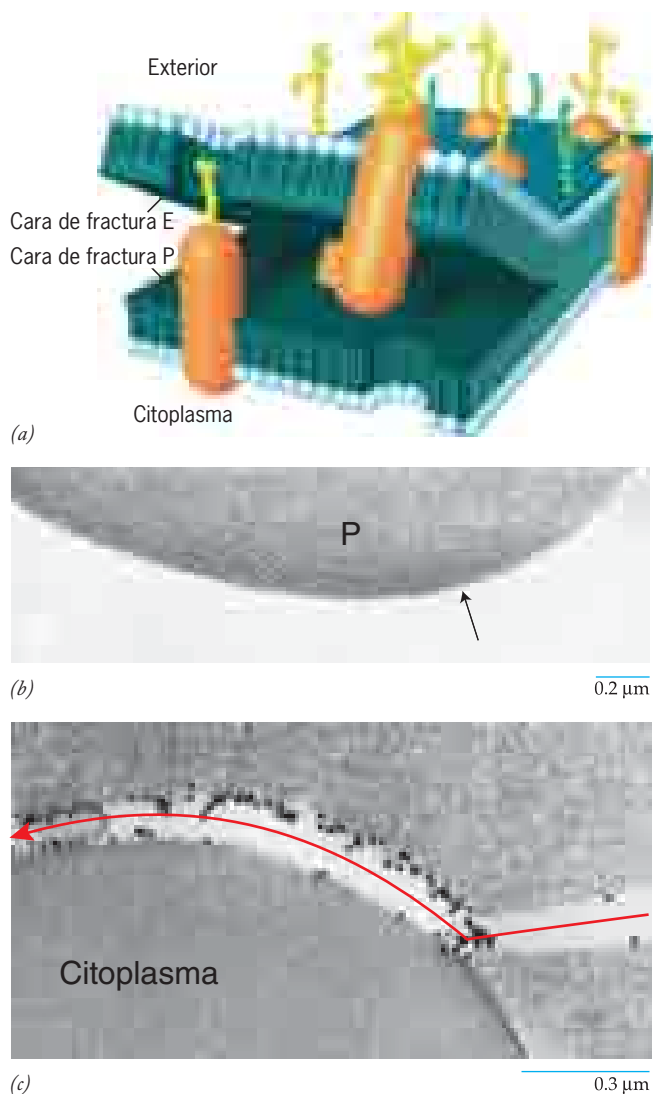 Exterior
Cara de fractura E
Cara de fractura P
Citoplasma
(a)
P
(b)
0.2 µm
Citoplasma
(c)
0.3 µm